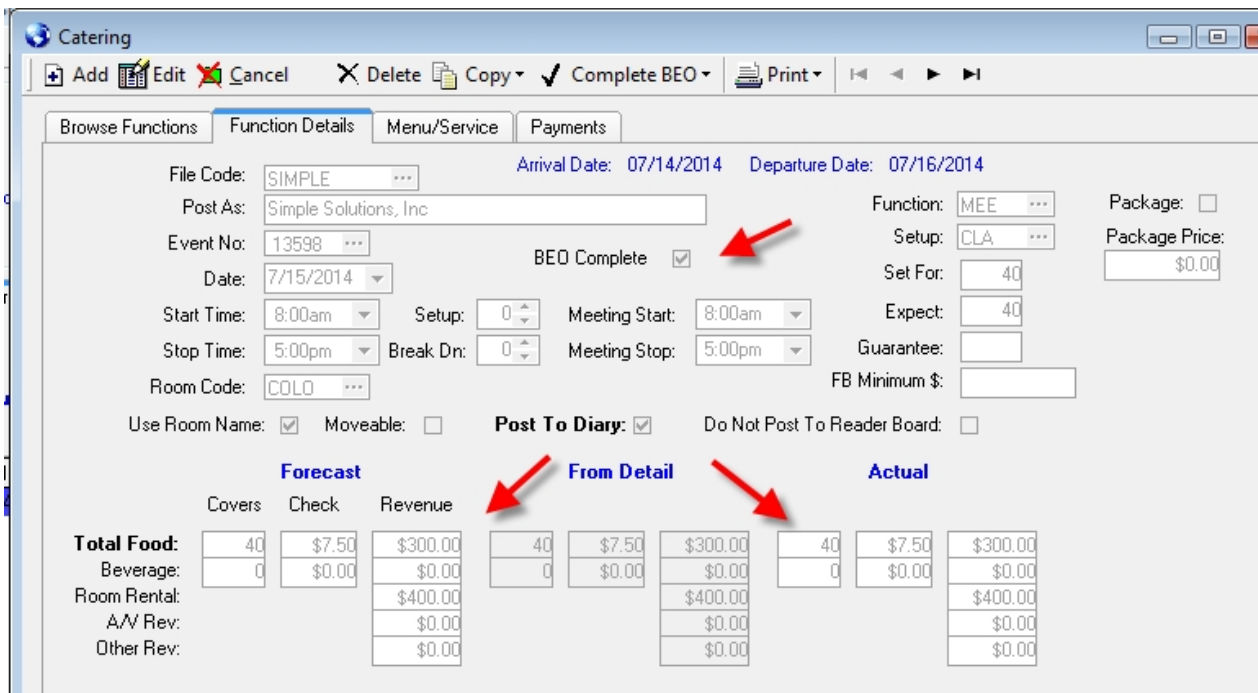 Catering
Add Edit Cancel Delete Copy Complete BEO Print
Browse Functions Function Details Menu/Service Payments
Arrival Date: 07/14/2014 Departure Date: 07/16/2014
File Code: SIMPLE Function: MEE Package:
Post As: Simple Solutions, Inc Setup: CLA Package Price:
Event No: 13598 BEO Complete $0.00
Date: 7/15/2014 Set For: 40
Start Time: 8:00am Setup: 0 Meeting Start: 8:00am Expect: 40
Stop Time: 5:00pm Break Dn: 0 Meeting Stop: 5:00pm Guarantee:
Room Code: COLO FB Minimum $:
Use Room Name: Moveable: Post To Diary: Do Not Post To Reader Board:
Forecast From Detail Actual
Covers Check Revenue
Total Food: 40 $7.50 $300.00 40 $7.50 $300.00 40 $7.50 $300.00
Beverage: 0 $0.00 $0.00 0 $0.00 $0.00 0 $0.00 $0.00
Room Rental: $400.00 $400.00 $400.00
A/V Rev: $0.00 $0.00 $0.00
Other Rev: $0.00 $0.00 $0.00